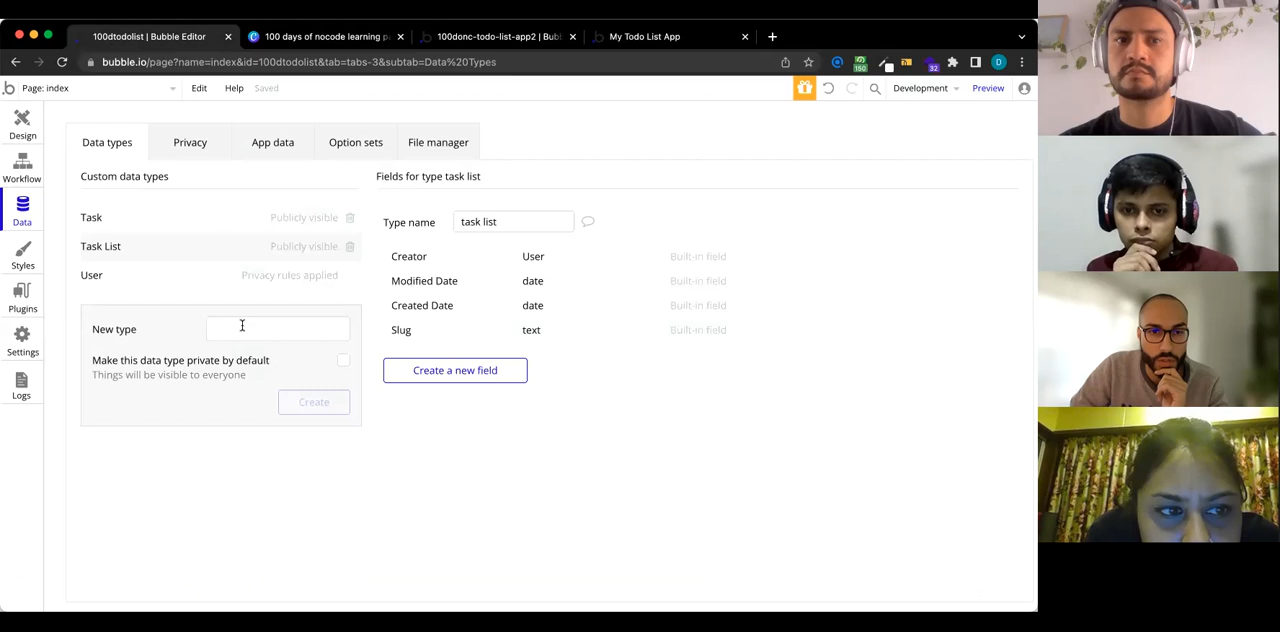 100dtodolist | Bubble Editor
100 days of nocode learning p
100donc-todo-list-app2 | Bubb
My Todo List App
bubble.io/page?name=index&id=100dtodolist&tab=tabs-3&subtab=Data%20Types
150
32
D
b Page: index Edit Help Saved Development Preview
Design
Workflow
Data
Styles
Plugins
Settings
Logs
Data types Privacy App data Option sets File manager
Custom data types
Task Publicly visible
Task List Publicly visible
User Privacy rules applied
New type
Make this data type private by default
Things will be visible to everyone
Create
Fields for type task list
Type name task list
Creator User Built-in field
Modified Date date Built-in field
Created Date date Built-in field
Slug text Built-in field
Create a new field